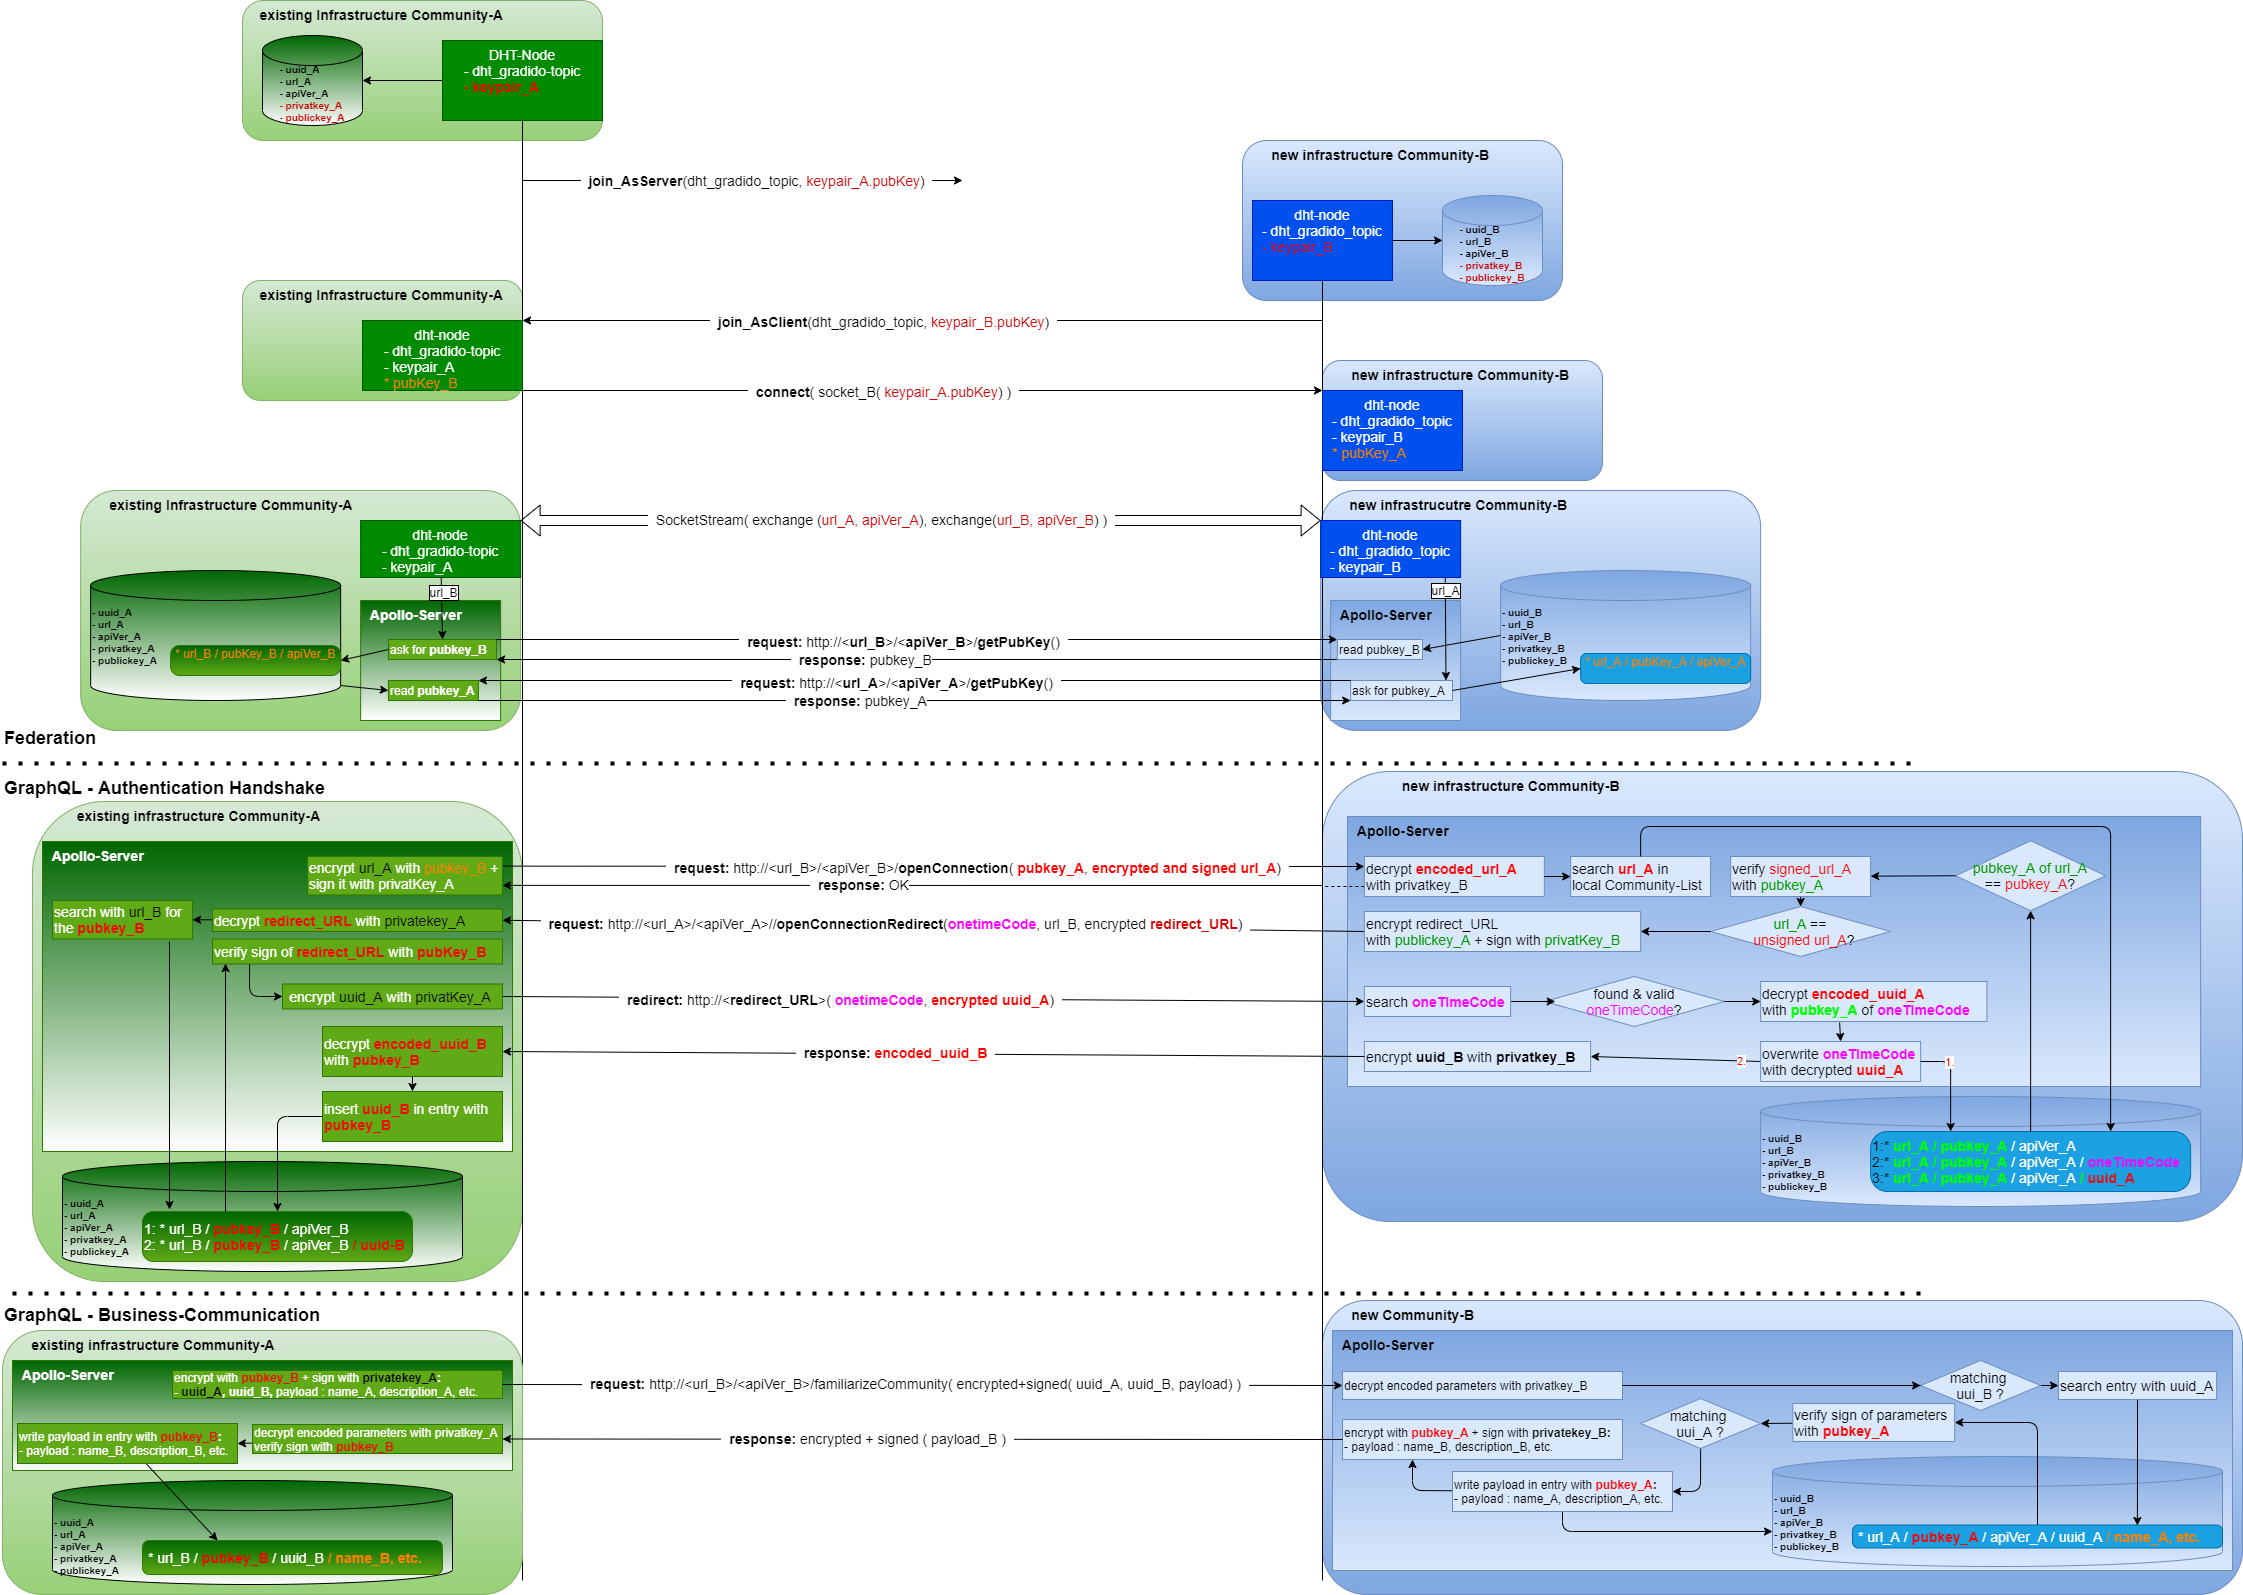 existing Infrastructure Community-A
DHT-Node
- dht_gradido-topic
- keypair_A
- uuid_A
- url_A
- apiVer_A
- privatkey_A
- publickey_A
join_AsServer(dht_gradido_topic, keypair_A.pubKey)
new infrastructure Community-B
dht-node
- dht_gradido_topic
- keypair_B
- uuid_B
- url_B
- apiVer_B
- privatkey_B
- publickey_B
existing Infrastructure Community-A
join_AsClient(dht_gradido_topic, keypair_B.pubKey)
dht-node
- dht_gradido-topic
- keypair_A
* pubKey_B
connect( socket_B( keypair_A.pubKey) )
new infrastructure Community-B
dht-node
- dht_gradido_topic
- keypair_B
* pubKey_A
existing Infrastructure Community-A
SocketStream( exchange (url_A, apiVer_A), exchange(url_B, apiVer_B) )
new infrastrucutre Community-B
dht-node
- dht_gradido-topic
- keypair_A
url_B
Apollo-Server
- uuid_A
- url_A
- apiVer_A
- privatkey_A
- publickey_A
* url_B / pubKey_B / apiVer_B
ask for pubkey_B
read pubkey_A
request: http://<url_B>/<apiVer_B>/getPubKey()
response: pubkey_B
request: http://<url_A>/<apiVer_A>/getPubKey()
response: pubkey_A
dht-node
- dht_gradido_topic
- keypair_B
url_A
Apollo-Server
read pubkey_B
ask for pubkey_A
- uuid_B
- url_B
- apiVer_B
- privatkey_B
- publickey_B
* url_A / pubKey_A / apiVer_A
Federation
GraphQL - Authentication Handshake
existing infrastructure Community-A
new infrastructure Community-B
Apollo-Server
encrypt url_A with pubkey_B +
sign it with privatKey_A
request: http://<url_B>/<apiVer_B>/openConnection( pubkey_A, encrypted and signed url_A)
response: OK
Apollo-Server
decrypt encoded_url_A
with privatkey_B
search url_A in
local Community-List
verify signed_url_A
with pubkey_A
pubkey_A of url_A
== pubkey_A?
search with url_B for
the pubkey_B
decrypt redirect_URL with privatekey_A
request: http://<url_A>/<apiVer_A>//openConnectionRedirect(onetimeCode, url_B, encrypted redirect_URL)
encrypt redirect_URL
with publickey_A + sign with privatKey_B
url_A ==
unsigned url_A?
verify sign of redirect_URL with pubKey_B
encrypt uuid_A with privatKey_A
redirect: http://<redirect_URL>( onetimeCode, encrypted uuid_A)
search oneTImeCode
found & valid
oneTimeCode?
decrypt encoded_uuid_A
with pubkey_A of oneTImeCode
decrypt encoded_uuid_B
with pubkey_B
response: encoded_uuid_B
encrypt uuid_B with privatkey_B
2.
overwrite oneTImeCode
with decrypted uuid_A
1.
insert uuid_B in entry with
pubkey_B
- uuid_A
- url_A
- apiVer_A
- privatkey_A
- publickey_A
1: * url_B / pubkey_B / apiVer_B
2: * url_B / pubkey_B / apiVer_B / uuid-B
- uuid_B
- url_B
- apiVer_B
- privatkey_B
- publickey_B
1:* url_A / pubkey_A / apiVer_A
2:* url_A / pubkey_A / apiVer_A / oneTimeCode
3:* url_A / pubkey_A / apiVer_A / uuid_A
GraphQL - Business-Communication
existing infrastructure Community-A
new Community-B
Apollo-Server
encrypt with pubkey_B + sign with privatekey_A:
- uuid_A, uuid_B, payload : name_A, description_A, etc.
request: http://<url_B>/<apiVer_B>/familiarizeCommunity( encrypted+signed( uuid_A, uuid_B, payload) )
Apollo-Server
decrypt encoded parameters with privatkey_B
matching
uui_B ?
search entry with uuid_A
write payload in entry with pubkey_B:
- payload : name_B, description_B, etc.
decrypt encoded parameters with privatkey_A
verify sign with pubkey_B
response: encrypted + signed ( payload_B )
encrypt with pubkey_A + sign with privatekey_B:
- payload : name_B, description_B, etc.
matching
uui_A ?
verify sign of parameters
with pubkey_A
write payload in entry with pubkey_A:
- payload : name_A, description_A, etc.
- uuid_A
- url_A
- apiVer_A
- privatkey_A
- publickey_A
* url_B / pubkey_B / uuid_B / name_B, etc.
- uuid_B
- url_B
- apiVer_B
- privatkey_B
- publickey_B
* url_A / pubkey_A / apiVer_A / uuid_A / name_A, etc.